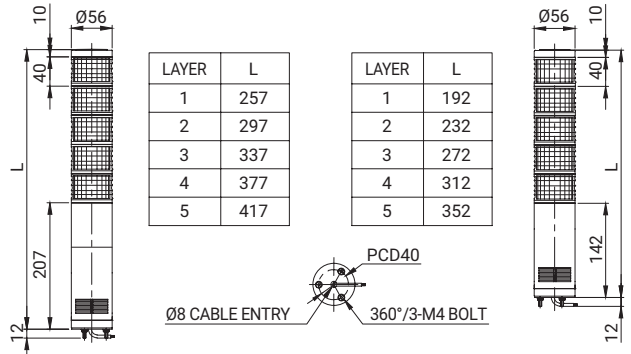 Ø56
10
40
L
207
12
LAYER L
1 257
2 297
3 337
4 377
5 417
LAYER L
1 192
2 232
3 272
4 312
5 352
Ø56
10
40
L
142
12
PCD40
Ø8 CABLE ENTRY
360°/3-M4 BOLT